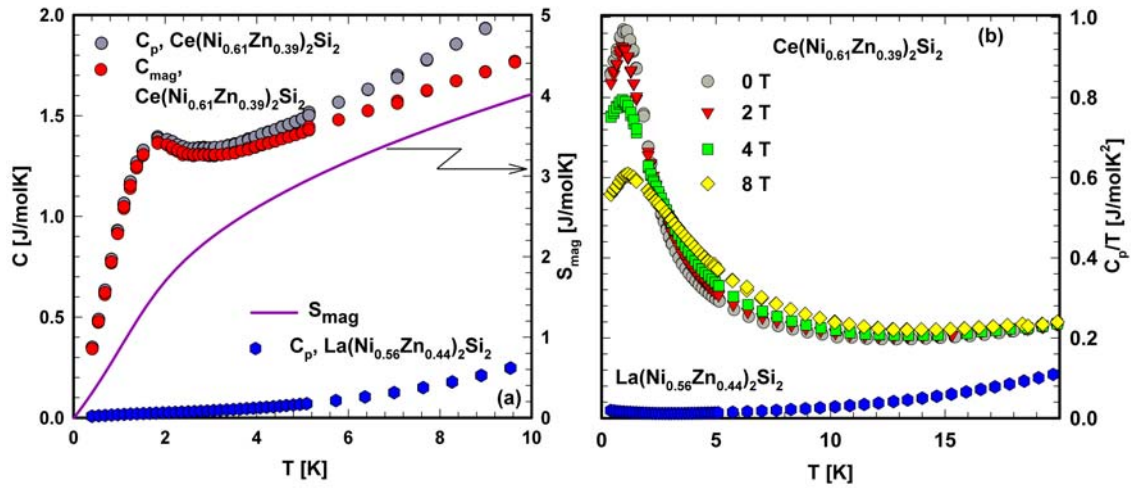 2.0
1.5
1.0
0.5
0.0
C [J/molK]
C_p, Ce(Ni_0.61Zn_0.39)_2Si_2
C_mag,
Ce(Ni_0.61Zn_0.39)_2Si_2
S_mag
C_p, La(Ni_0.56Zn_0.44)_2Si_2
(a)
5
4
3
2
1
0
S_mag [J/molK]
0 2 4 6 8 10
T [K]
(b)
Ce(Ni_0.61Zn_0.39)_2Si_2
0 T
2 T
4 T
8 T
La(Ni_0.56Zn_0.44)_2Si_2
1.0
0.8
0.6
0.4
0.2
0.0
C_p/T [J/molK^2]
0 5 10 15
T [K]